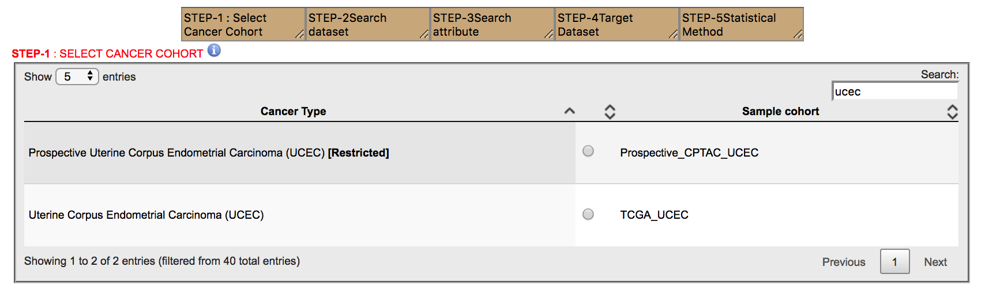 STEP-1 : Select Cancer Cohort
STEP-2Search dataset
STEP-3Search attribute
STEP-4Target Dataset
STEP-5Statistical Method
STEP-1 : SELECT CANCER COHORT i
Show 5 entries
Search:
ucec
Cancer Type Sample cohort
Prospective Uterine Corpus Endometrial Carcinoma (UCEC) [Restricted] Prospective_CPTAC_UCEC
Uterine Corpus Endometrial Carcinoma (UCEC) TCGA_UCEC
Showing 1 to 2 of 2 entries (filtered from 40 total entries) Previous 1 Next